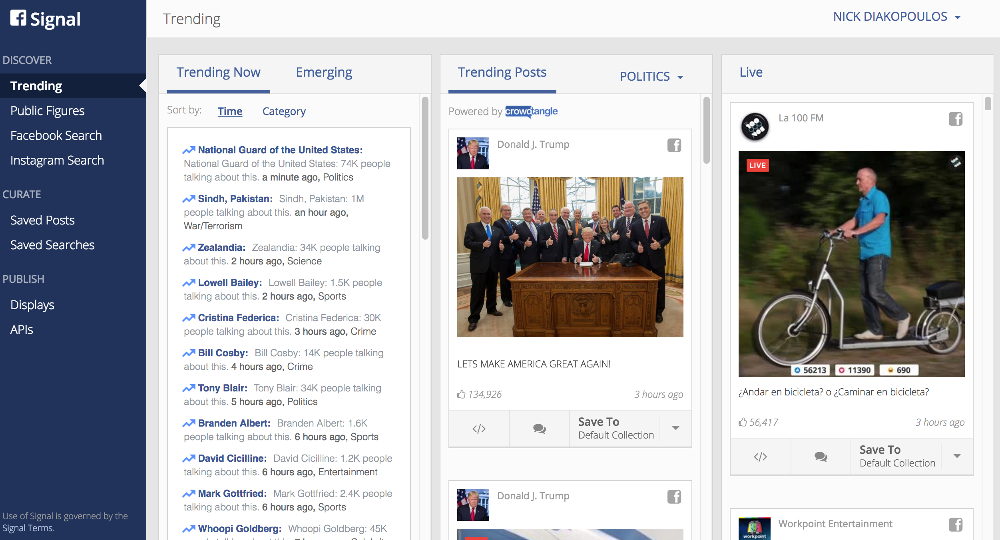 Signal
DISCOVER
Trending
Public Figures
Facebook Search
Instagram Search
CURATE
Saved Posts
Saved Searches
PUBLISH
Displays
APIs
Use of Signal is governed by the
Signal Terms.
Trending
NICK DIAKOPOULOS
Trending Now
Emerging
Sort by:
Time
Category
National Guard of the United States:
National Guard of the United States: 74K people
talking about this. a minute ago, Politics
Sindh, Pakistan: Sindh, Pakistan: 1M
people talking about this. an hour ago,
War/Terrorism
Zealandia: Zealandia: 34K people talking
about this. 2 hours ago, Science
Lowell Bailey: Lowell Bailey: 1.5K people
talking about this. 2 hours ago, Sports
Cristina Federica: Cristina Federica: 30K
people talking about this. 3 hours ago, Crime
Bill Cosby: Bill Cosby: 14K people talking
about this. 4 hours ago, Crime
Tony Blair: Tony Blair: 34K people talking
about this. 5 hours ago, Politics
Branden Albert: Branden Albert: 1.6K
people talking about this. 6 hours ago, Sports
David Cicilline: David Cicilline: 1.2K people
talking about this. 6 hours ago, Entertainment
Mark Gottfried: Mark Gottfried: 2.4K people
talking about this. 6 hours ago, Sports
Whoopi Goldberg: Whoopi Goldberg: 45K
Trending Posts
POLITICS
Powered by crowdtangle
Donald J. Trump
LETS MAKE AMERICA GREAT AGAIN!
134,926
3 hours ago
Save To
Default Collection
Donald J. Trump
Live
La 100 FM
LIVE
56213
11390
690
¿Andar en bicicleta? o ¿Caminar en bicicleta?
56,417
3 hours ago
Save To
Default Collection
Workpoint Entertainment
workpoint